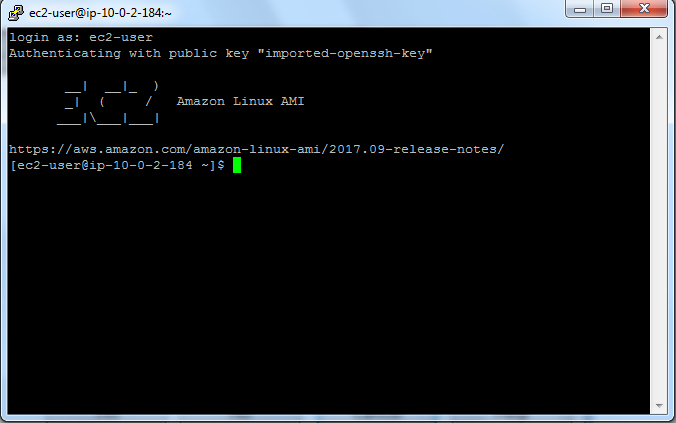 ec2-user@ip-10-0-2-184:~
login as: ec2-user
Authenticating with public key "imported-openssh-key"
       __|  __|_  )
       _|  (     /   Amazon Linux AMI
      ___|\___|___|
https://aws.amazon.com/amazon-linux-ami/2017.09-release-notes/
[ec2-user@ip-10-0-2-184 ~]$